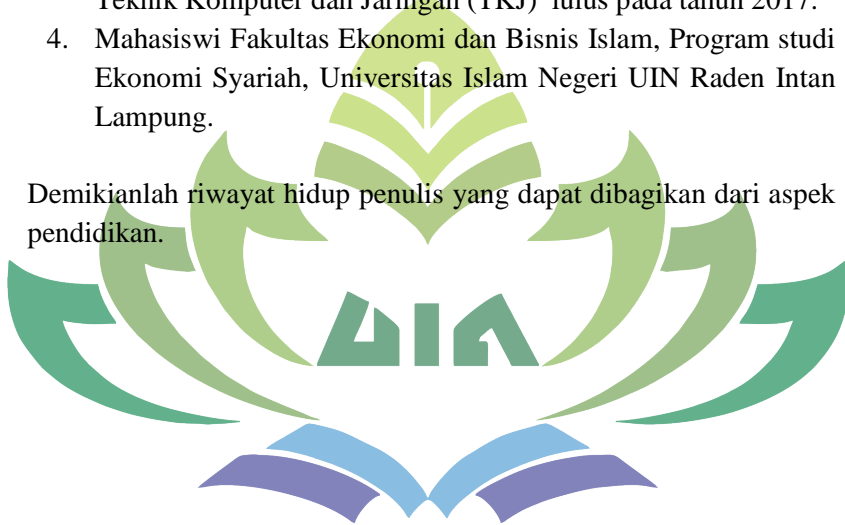 Teknik Komputer dan Jaringan (TKJ) lulus pada tahun 2017.
4. Mahasiswi Fakultas Ekonomi dan Bisnis Islam, Program studi
Ekonomi Syariah, Universitas Islam Negeri UIN Raden Intan
Lampung.
Demikianlah riwayat hidup penulis yang dapat dibagikan dari aspek
pendidikan.
UIN